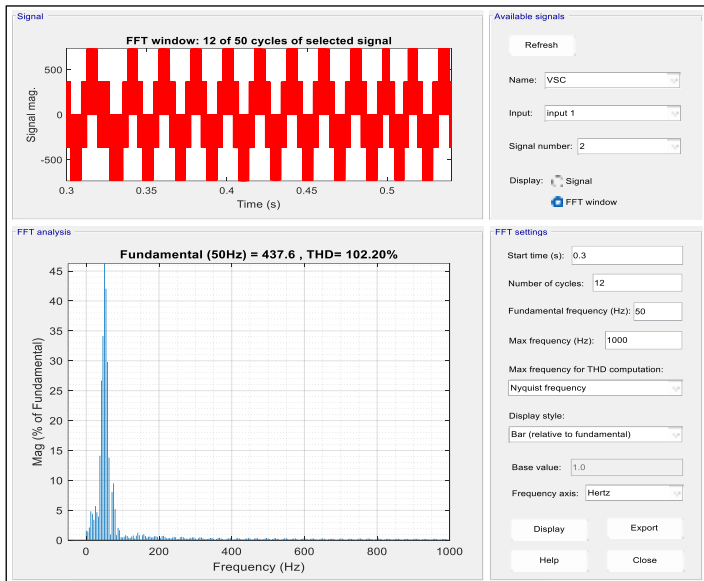 Signal
FFT window: 12 of 50 cycles of selected signal
Signal mag.
500
0
-500
0.3
0.35
0.4
0.45
0.5
Time (s)
Available signals
Refresh
Name:
VSC
Input:
input 1
Signal number:
2
Display:
Signal
FFT window
FFT analysis
Fundamental (50Hz) = 437.6 , THD= 102.20%
Mag (% of Fundamental)
45
40
35
30
25
20
15
10
5
0
0
200
400
600
800
1000
Frequency (Hz)
FFT settings
Start time (s):
0.3
Number of cycles:
12
Fundamental frequency (Hz):
50
Max frequency (Hz):
1000
Max frequency for THD computation:
Nyquist frequency
Display style:
Bar (relative to fundamental)
Base value:
1.0
Frequency axis:
Hertz
Display
Export
Help
Close